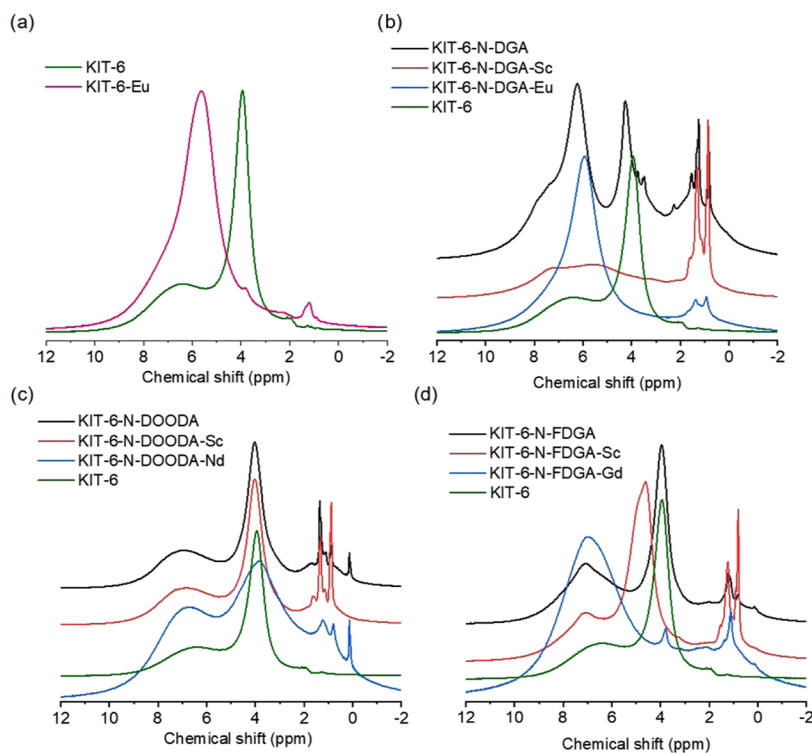 (a)
KIT-6
KIT-6-Eu
12 10 8 6 4 2 0 -2
Chemical shift (ppm)
(b)
KIT-6-N-DGA
KIT-6-N-DGA-Sc
KIT-6-N-DGA-Eu
KIT-6
12 10 8 6 4 2 0 -2
Chemical shift (ppm)
(c)
KIT-6-N-DOODA
KIT-6-N-DOODA-Sc
KIT-6-N-DOODA-Nd
KIT-6
12 10 8 6 4 2 0 -2
Chemical shift (ppm)
(d)
KIT-6-N-FDGA
KIT-6-N-FDGA-Sc
KIT-6-N-FDGA-Gd
KIT-6
12 10 8 6 4 2 0 -2
Chemical shift (ppm)